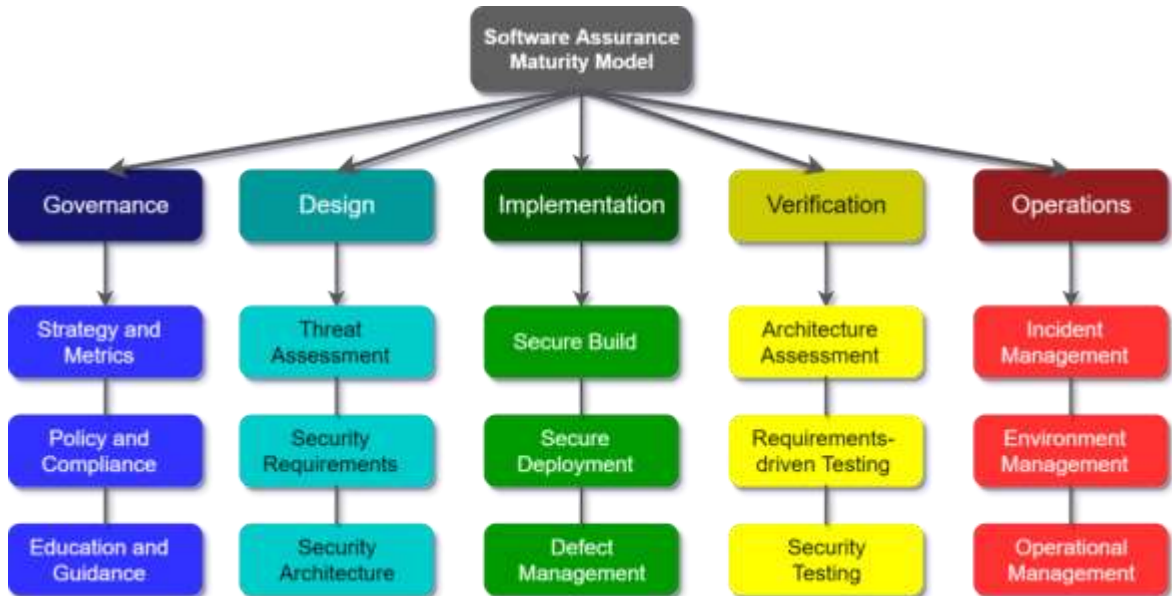 Software Assurance
Maturity Model
Governance
Design
Implementation
Verification
Operations
Strategy and
Metrics
Threat
Assessment
Secure Build
Architecture
Assessment
Incident
Management
Policy and
Compliance
Security
Requirements
Secure
Deployment
Requirements-
driven Testing
Environment
Management
Education and
Guidance
Security
Architecture
Defect
Management
Security
Testing
Operational
Management